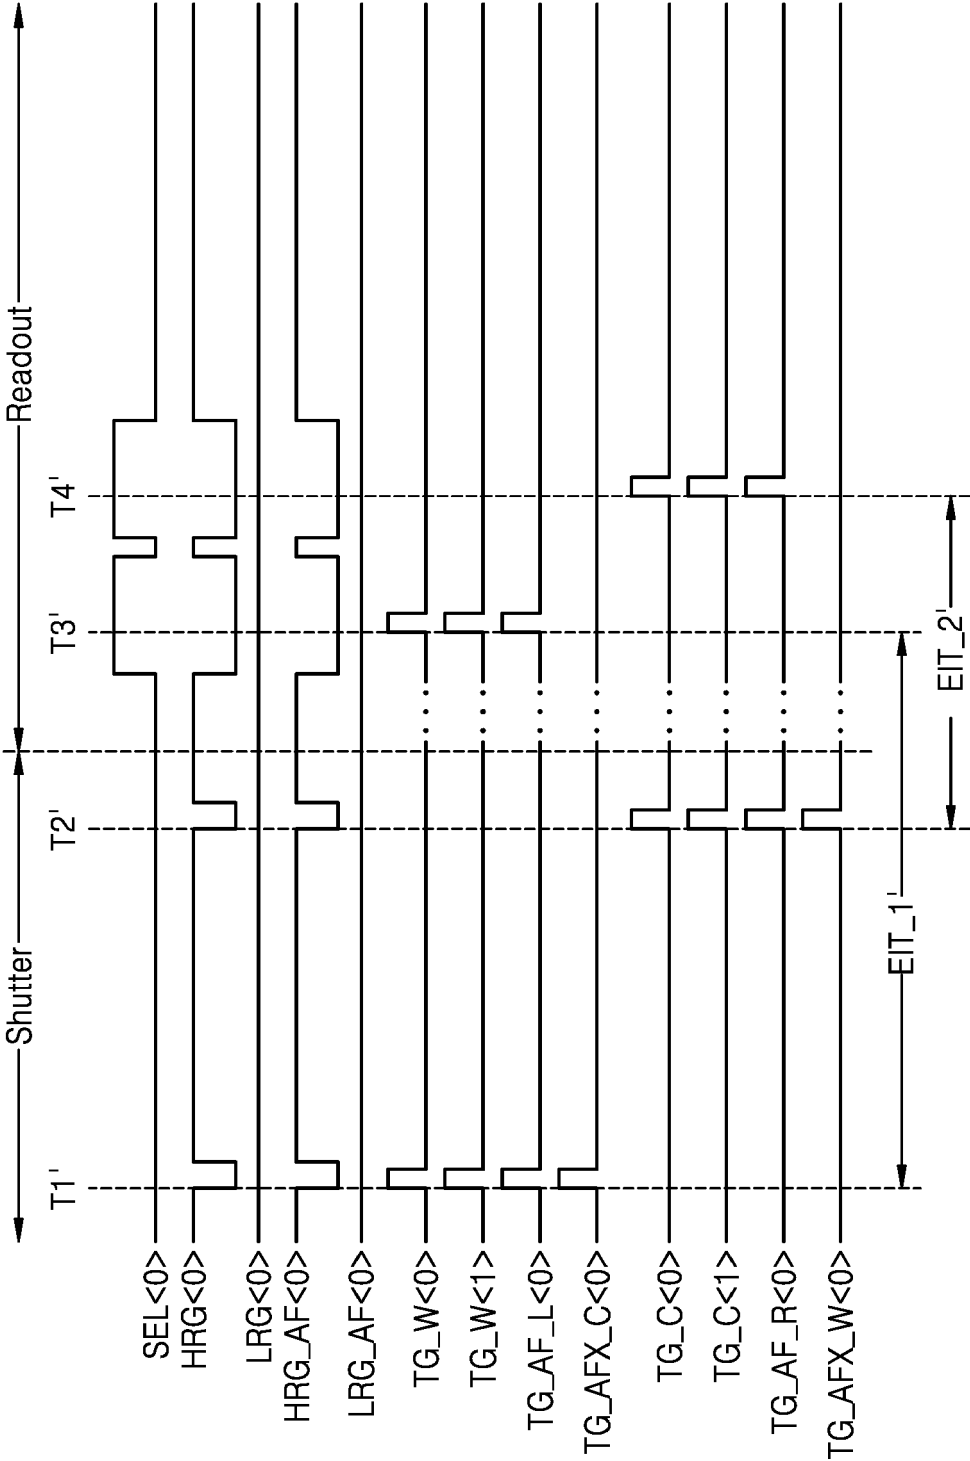 Shutter
Readout
T1'
T2'
T3'
T4'
SEL<0>
HRG<0>
LRG<0>
HRG_AF<0>
LRG_AF<0>
TG_W<0>
TG_W<1>
TG_AF_L<0>
TG_AFX_C<0>
TG_C<0>
TG_C<1>
TG_AF_R<0>
TG_AFX_W<0>
EIT_1'
EIT_2'